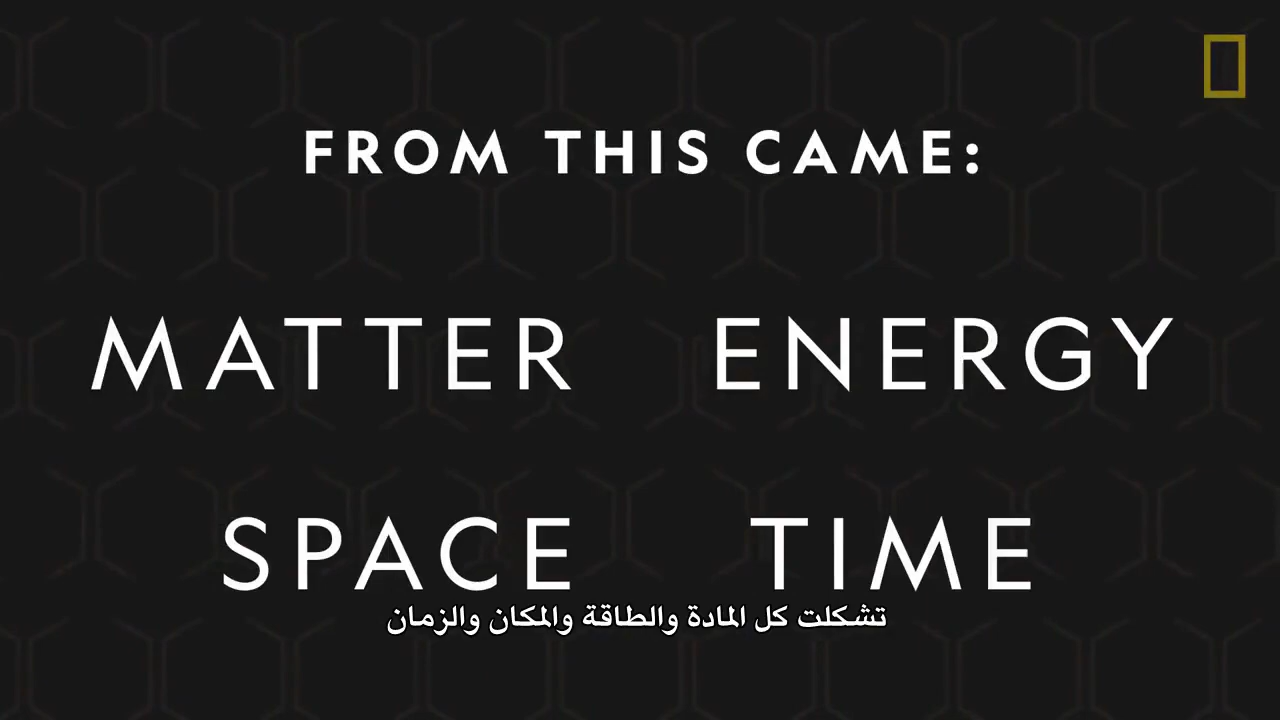 FROM THIS CAME:
MATTER ENERGY
SPACE TIME
تشكلت كل المادة والطاقة والمكان والزمان